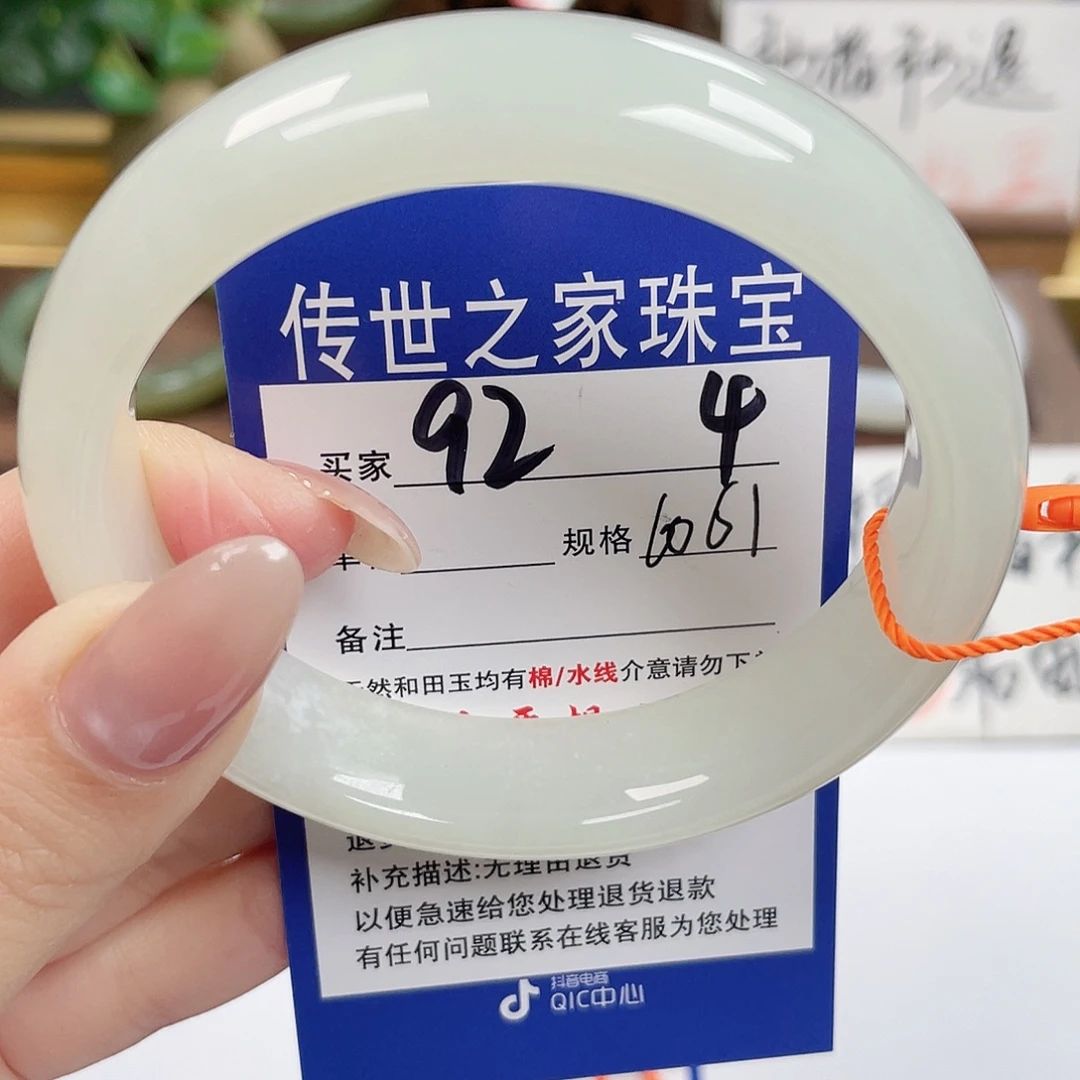 传世之家珠宝
买家 92 4
规格 60 61
备注
天然和田玉均有棉/水线介意请勿下
补充描述:无理由退货
以便急速给您处理退货退款
有任何问题联系在线客服为您处理
抖音电商
QIC中心